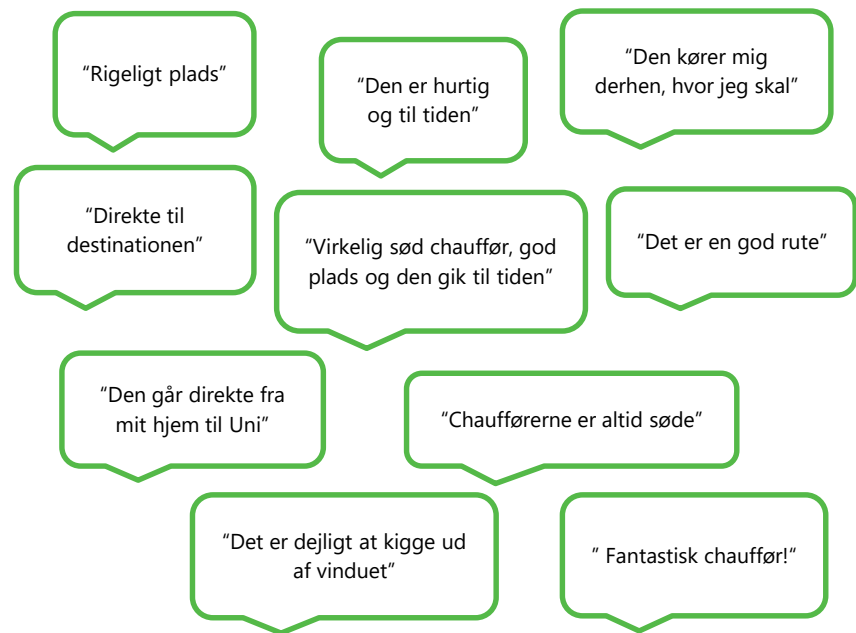 “Rigeligt plads”
“Den er hurtig
og til tiden”
“Den kører mig
derhen, hvor jeg skal”
“Direkte til
destinationen”
“Virkelig sød chauffør, god
plads og den gik til tiden”
“Det er en god rute”
“Den går direkte fra
mit hjem til Uni”
“Chaufførerne er altid søde”
“Det er dejligt at kigge ud
af vinduet”
” Fantastisk chauffør!“